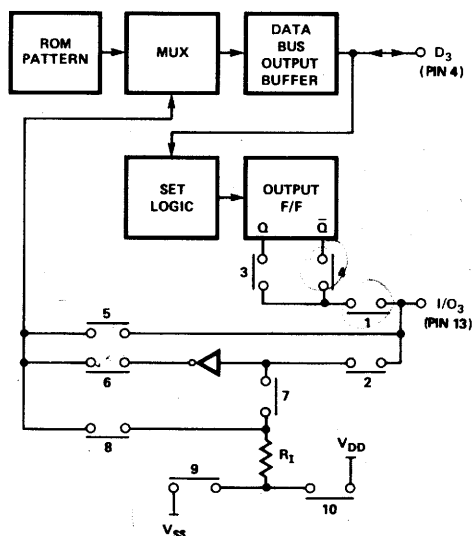 ROM
PATTERN
MUX
DATA
BUS
OUTPUT
BUFFER
D3
(PIN 4)
SET
LOGIC
OUTPUT
F/F
Q
Q̅
3
4
1
I/O3
(PIN 13)
5
6
2
7
8
RI
9
VDD
10
VSS